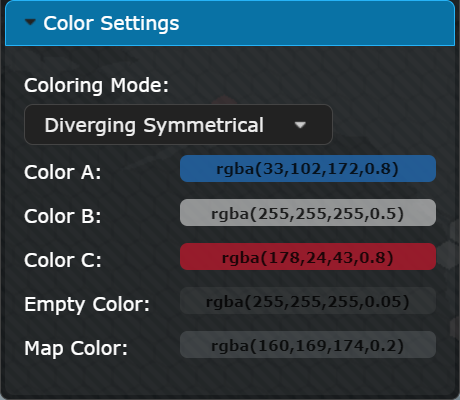 Color Settings
Coloring Mode:
Diverging Symmetrical
Color A: rgba(33,102,172,0.8)
Color B: rgba(255,255,255,0.5)
Color C: rgba(178,24,43,0.8)
Empty Color: rgba(255,255,255,0.05)
Map Color: rgba(160,169,174,0.2)